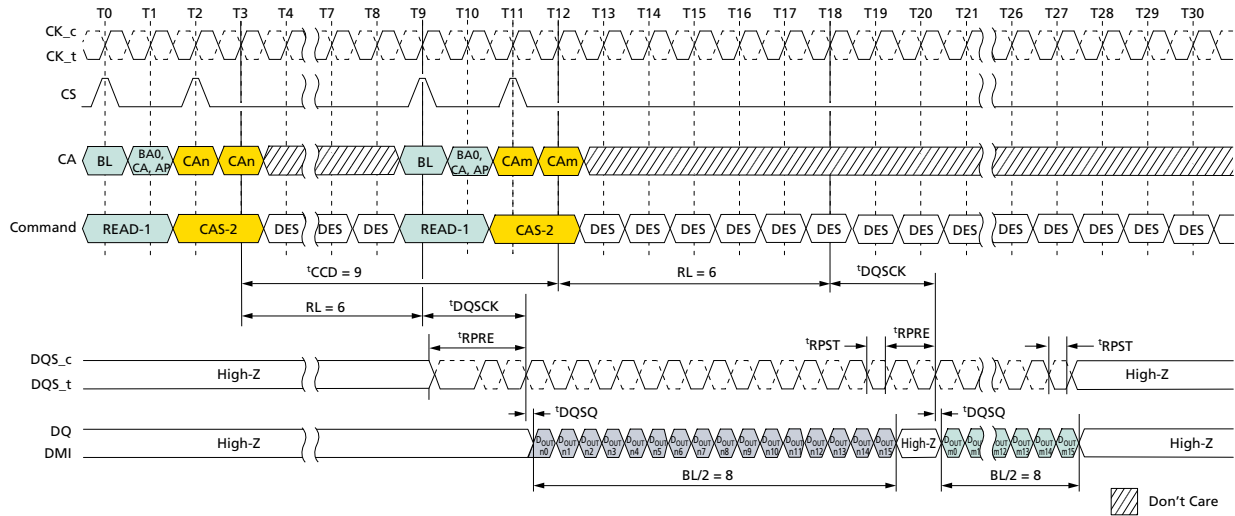 T0 T1 T2 T3 T4 T7 T8 T9 T10 T11 T12 T13 T14 T15 T16 T17 T18 T19 T20 T21 T26 T27 T28 T29 T30
CK_c
CK_t
CS
CA BL BA0, CA, AP CAn CAn BL BA0, CA, AP CAm CAm
Command READ-1 CAS-2 DES DES DES READ-1 CAS-2 DES DES DES DES DES DES DES DES DES DES DES DES DES DES
tCCD = 9 RL = 6 tDQSCK
RL = 6 tDQSCK
tRPRE tRPST tRPRE tRPST
DQS_c
DQS_t
High-Z High-Z
tDQSQ tDQSQ
DQ
DMI
High-Z DOUT n0 DOUT n1 DOUT n2 DOUT n3 DOUT n4 DOUT n5 DOUT n6 DOUT n7 DOUT n8 DOUT n9 DOUT n10 DOUT n11 DOUT n12 DOUT n13 DOUT n14 DOUT n15 High-Z DOUT m0 DOUT m1 DOUT m12 DOUT m13 DOUT m14 DOUT m15 High-Z
BL/2 = 8 BL/2 = 8
Don't Care